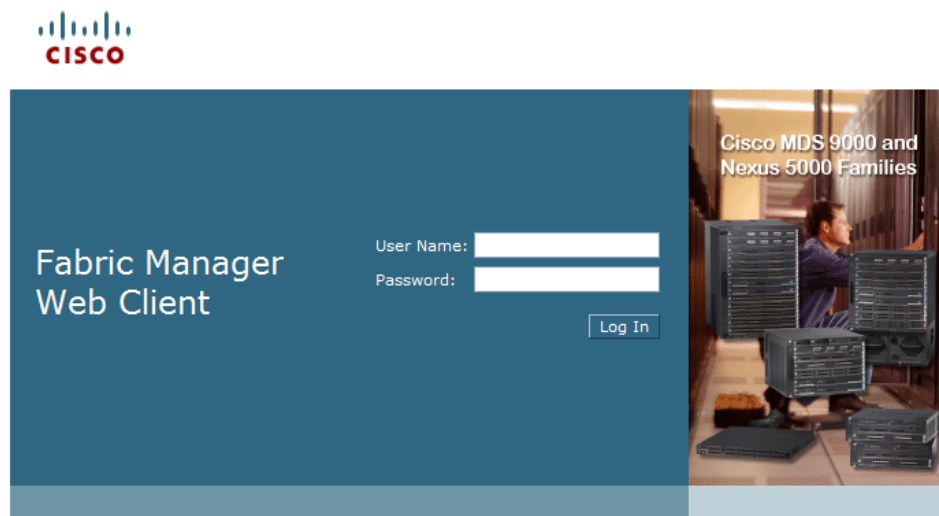 CISCO
Cisco MDS 9000 and
Nexus 5000 Families
Fabric Manager
Web Client
User Name:
Password:
Log In